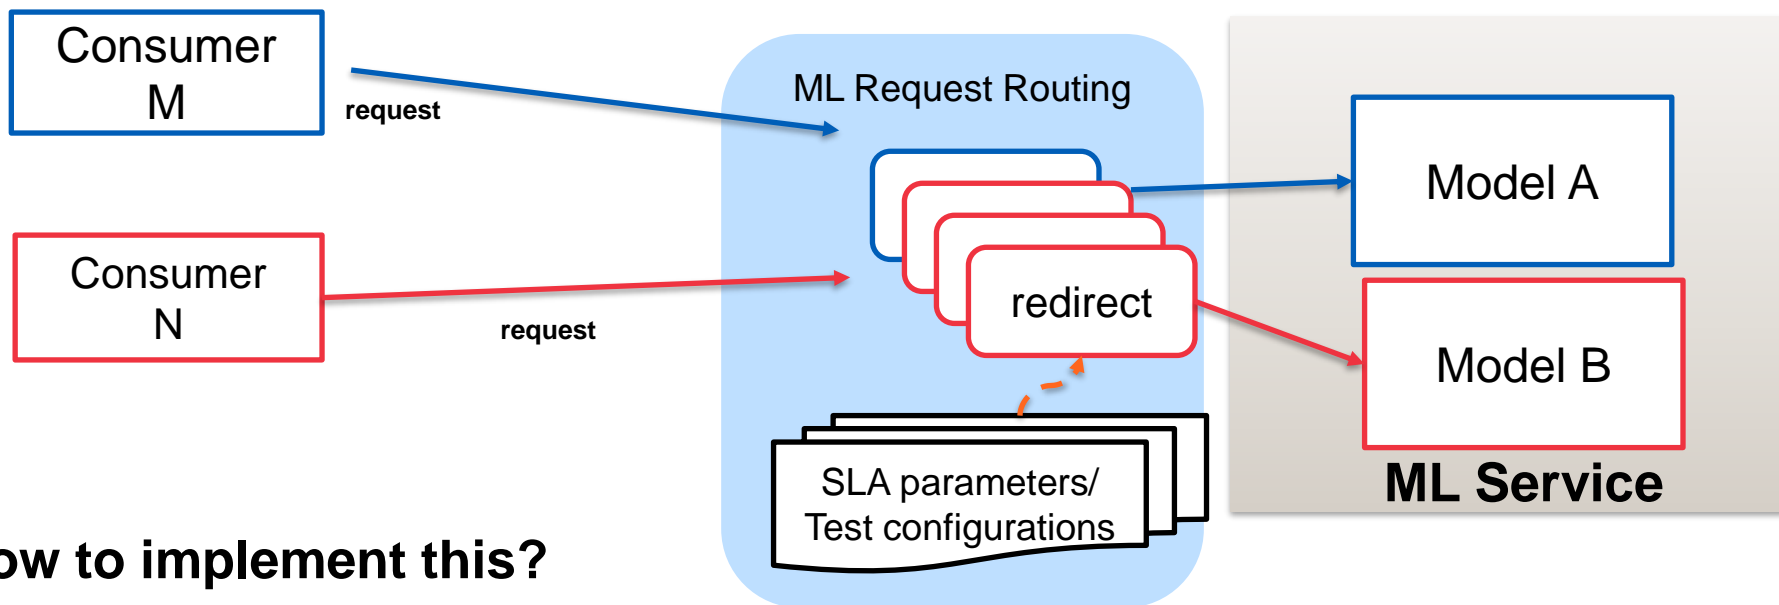 Consumer
M
request
ML Request Routing
Model A
Consumer
N
request
redirect
Model B
SLA parameters/
Test configurations
ML Service
ow to implement this?